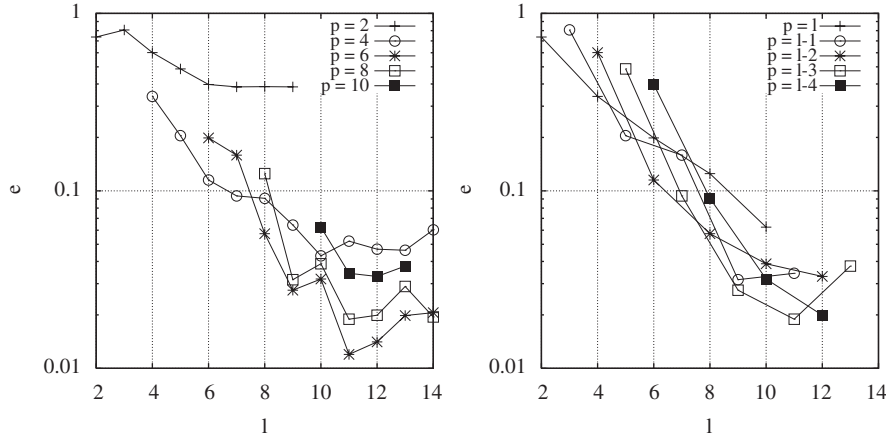 1
0.1
0.01
e
2 4 6 8 10 12 14
l
p = 2
p = 4
p = 6
p = 8
p = 10
1
0.1
0.01
e
2 4 6 8 10 12 14
l
p = l
p = l-1
p = l-2
p = l-3
p = l-4